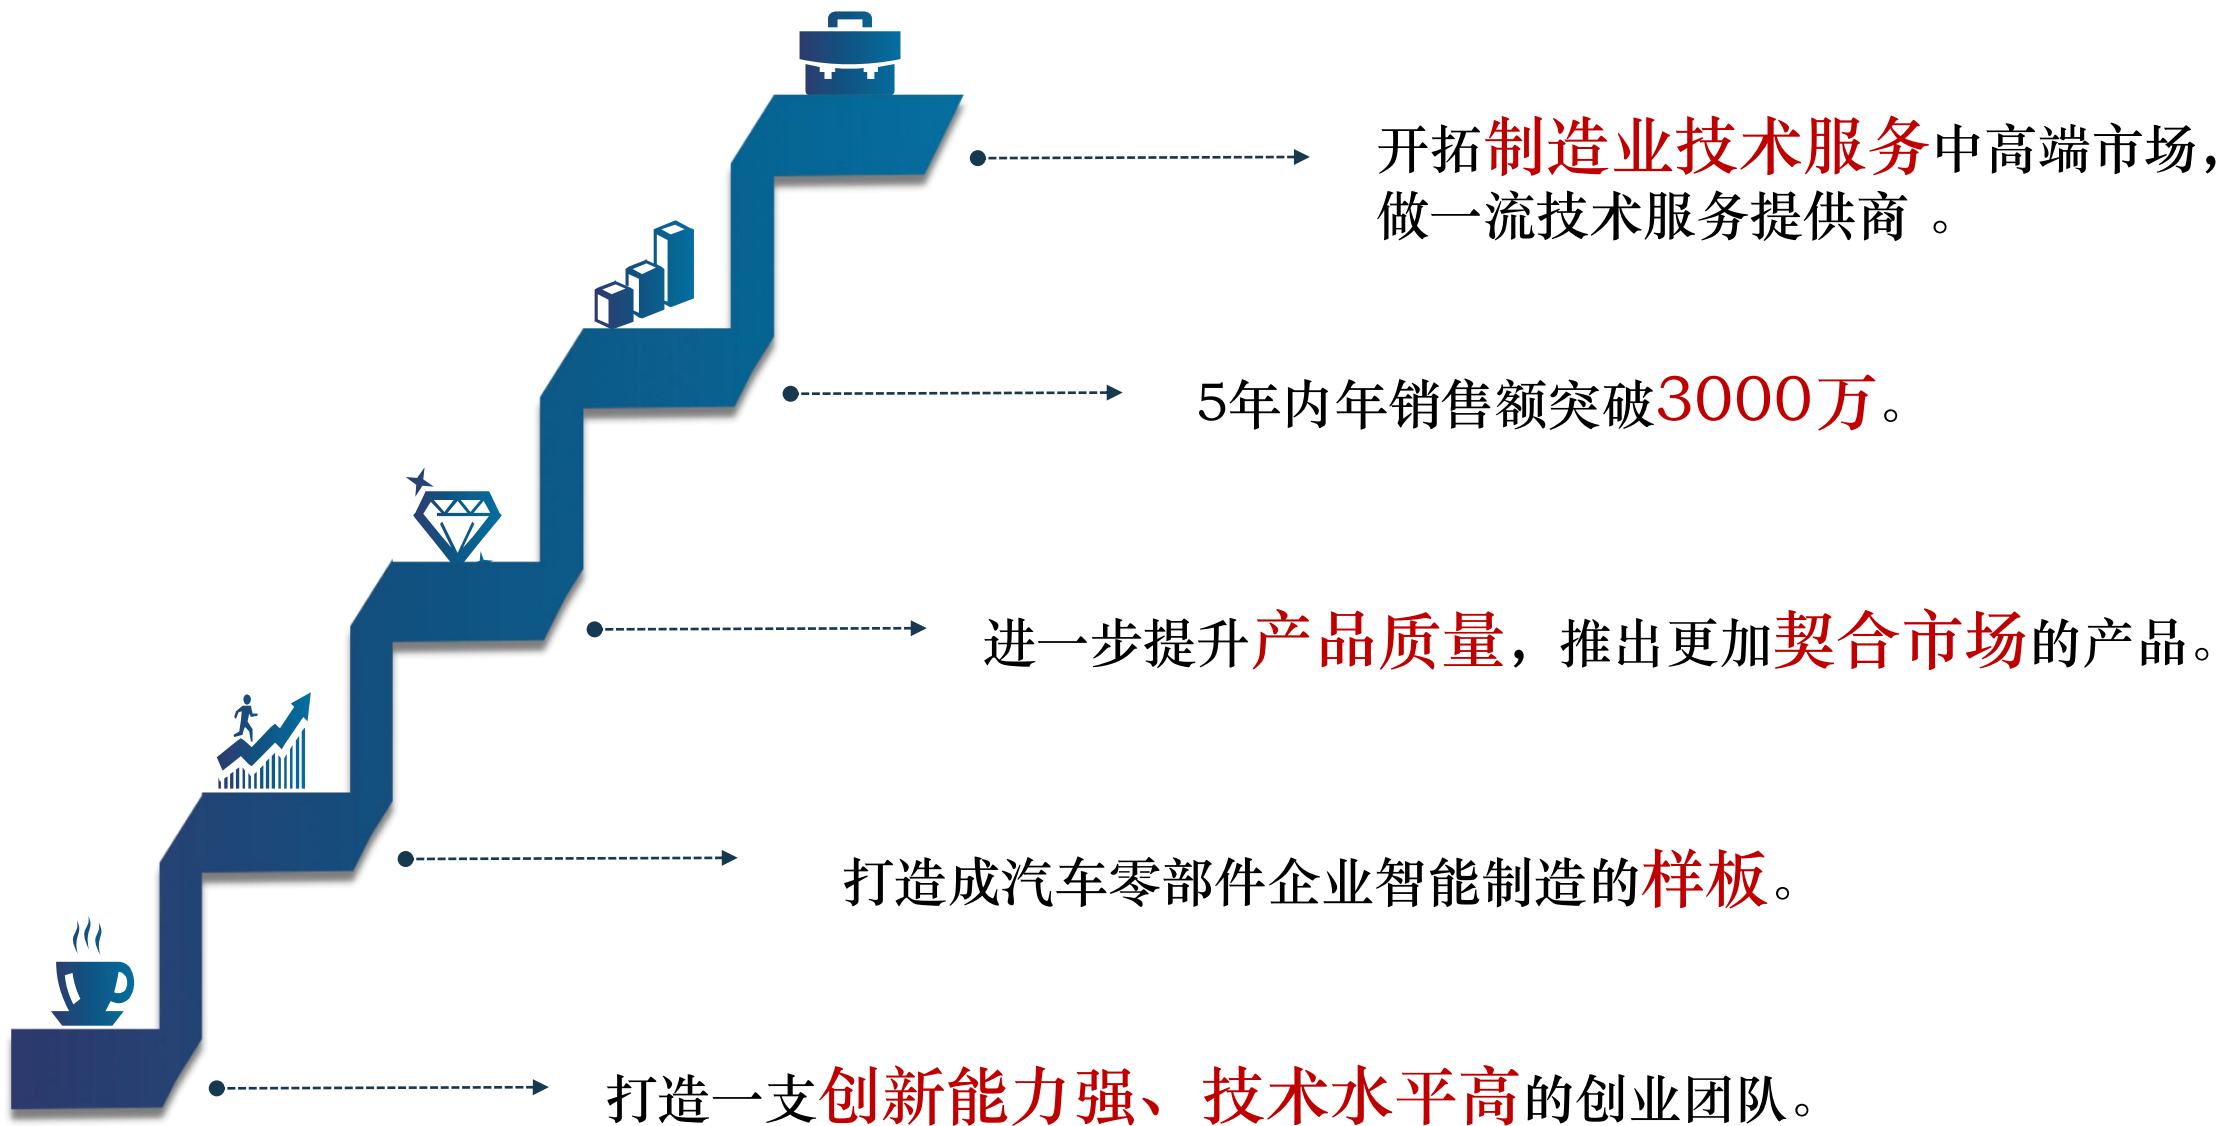 开拓制造业技术服务中高端市场，
做一流技术服务提供商 。
5年内年销售额突破3000万。
进一步提升产品质量，推出更加契合市场的产品。
打造成汽车零部件企业智能制造的样板。
打造一支创新能力强、技术水平高的创业团队。